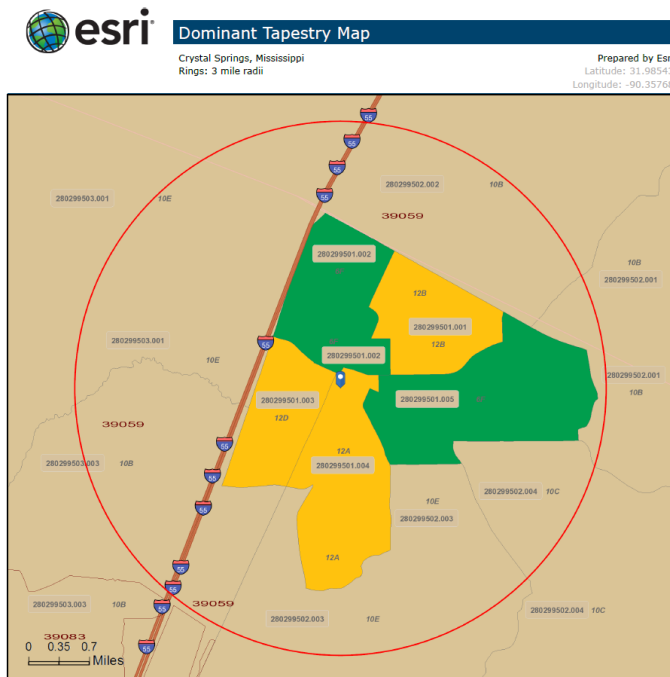 esri
Dominant Tapestry Map
Crystal Springs, Mississippi
Prepared by Esri
Rings: 3 mile radii
Latitude: 31.98541
Longitude: -90.35768
55
55
55
55
280299502.002
10B
280299503.001
10E
39059
280299501.002
10B
280299502.001
12B
280299501.001
12B
55
280299503.001
280299501.002
10E
280299502.001
10B
280299501.003
280299501.005
12D
39059
55
12A
280299503.003
10B
280299501.004
55
280299502.004
10C
10E
55
280299502.003
12A
55
55
280299503.003
10B
39059
55
280299502.004
10C
280299502.003
10E
39083
55
0 0.35 0.7
Miles